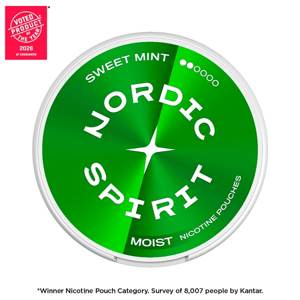 VOTED
PRODUCT
OF THE YEAR
2026
*
SWEET MINT
NORDIC
SPIRIT
MOIST
NICOTINE POUCHES
*Winner Nicotine Pouch Category. Survey of 8,007 people by Kantar.